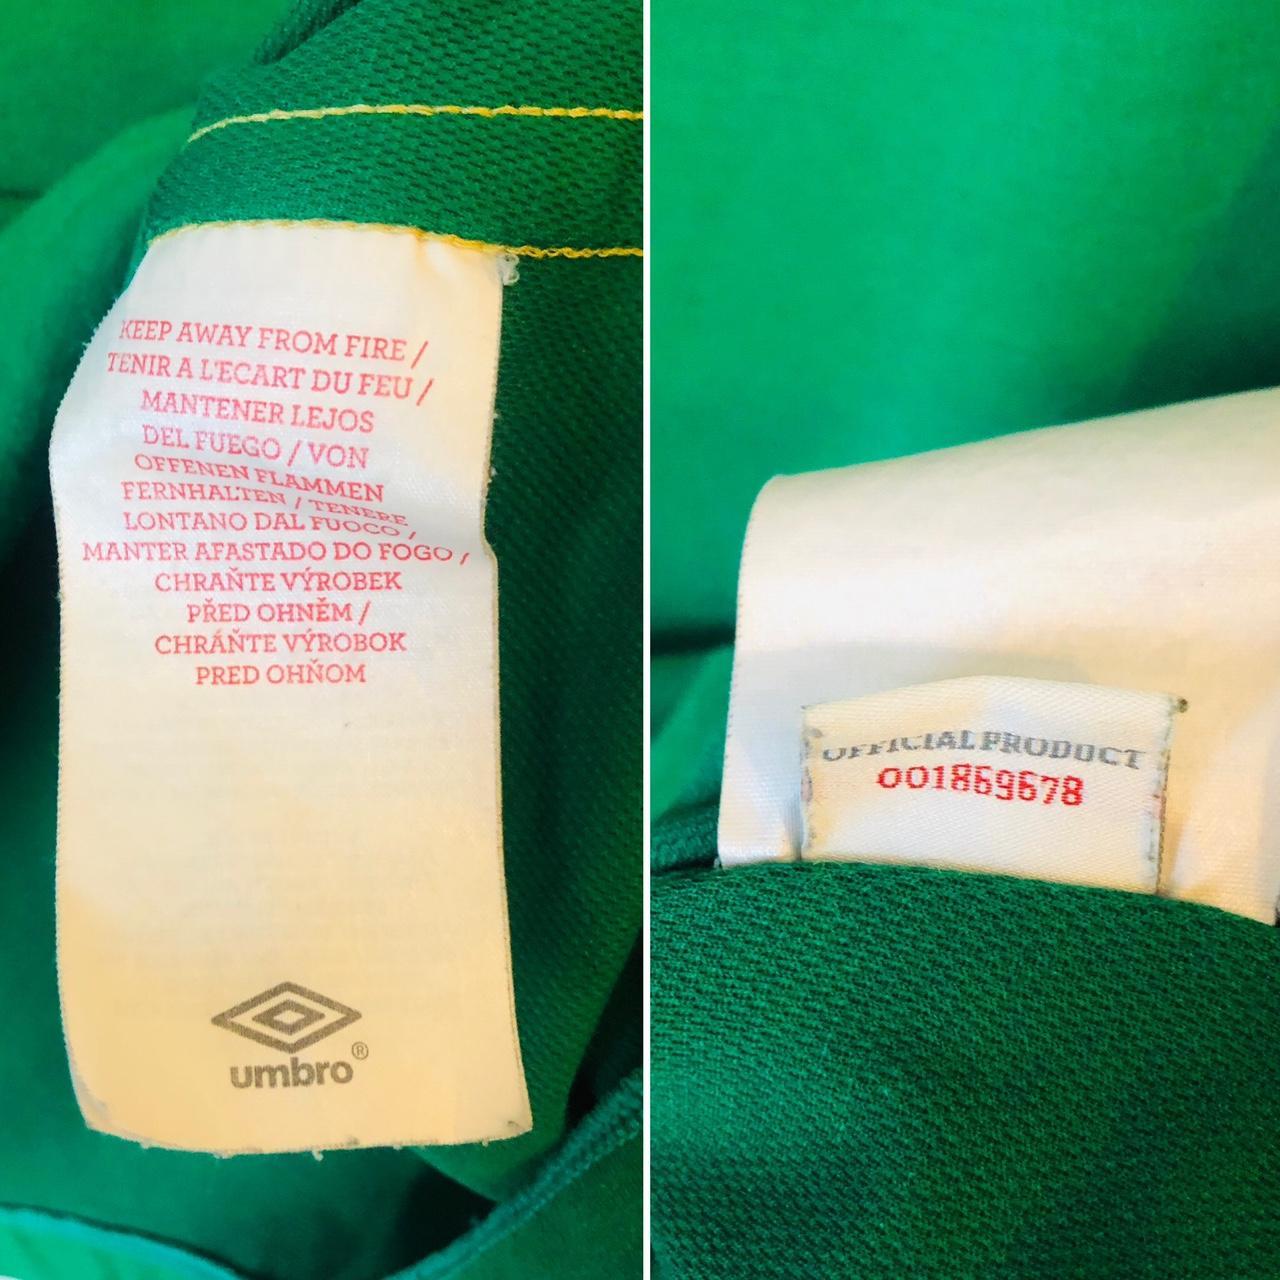 KEEP AWAY FROM FIRE /
TENIR A L'ECART DU FEU /
MANTENER LEJOS
DEL FUEGO / VON
OFFENEN FLAMMEN
FERNHALTEN / TENERE
LONTANO DAL FUOCO /
MANTER AFASTADO DO FOGO /
CHRAŇTE VÝROBEK
PŘED OHNĚM /
CHRÁŇTE VÝROBOK
PRED OHŇOM
umbro®
OFFICIAL PRODUCT
001869678